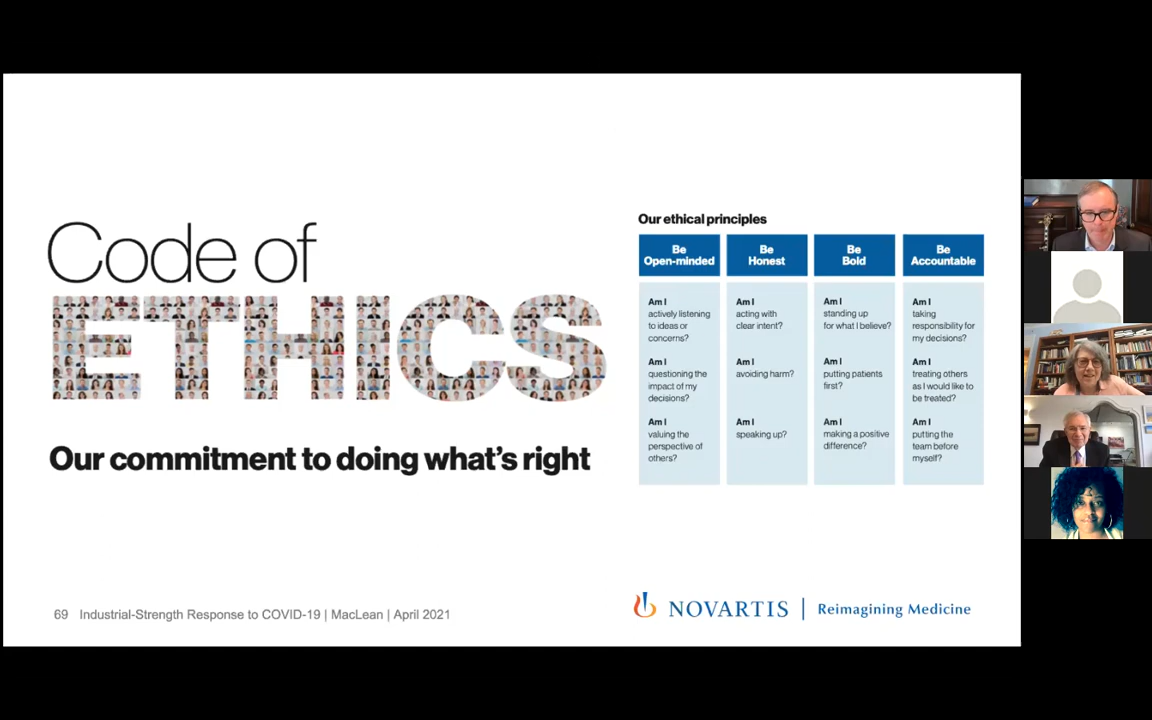 Code of
ETHICS
Our commitment to doing what's right
Our ethical principles
Be
Open-minded
Am I
actively listening
to ideas or
concerns?
Am I
questioning the
impact of my
decisions?
Am I
valuing the
perspective of
others?
Be
Honest
Am I
acting with
clear intent?
Am I
avoiding harm?
Am I
speaking up?
Be
Bold
Am I
standing up
for what I believe?
Am I
putting patients
first?
Am I
making a positive
difference?
Be
Accountable
Am I
taking
responsibility for
my decisions?
Am I
treating others
as I would like to
be treated?
Am I
putting the
team before
myself?
69 Industrial-Strength Response to COVID-19 | MacLean | April 2021
NOVARTIS | Reimagining Medicine